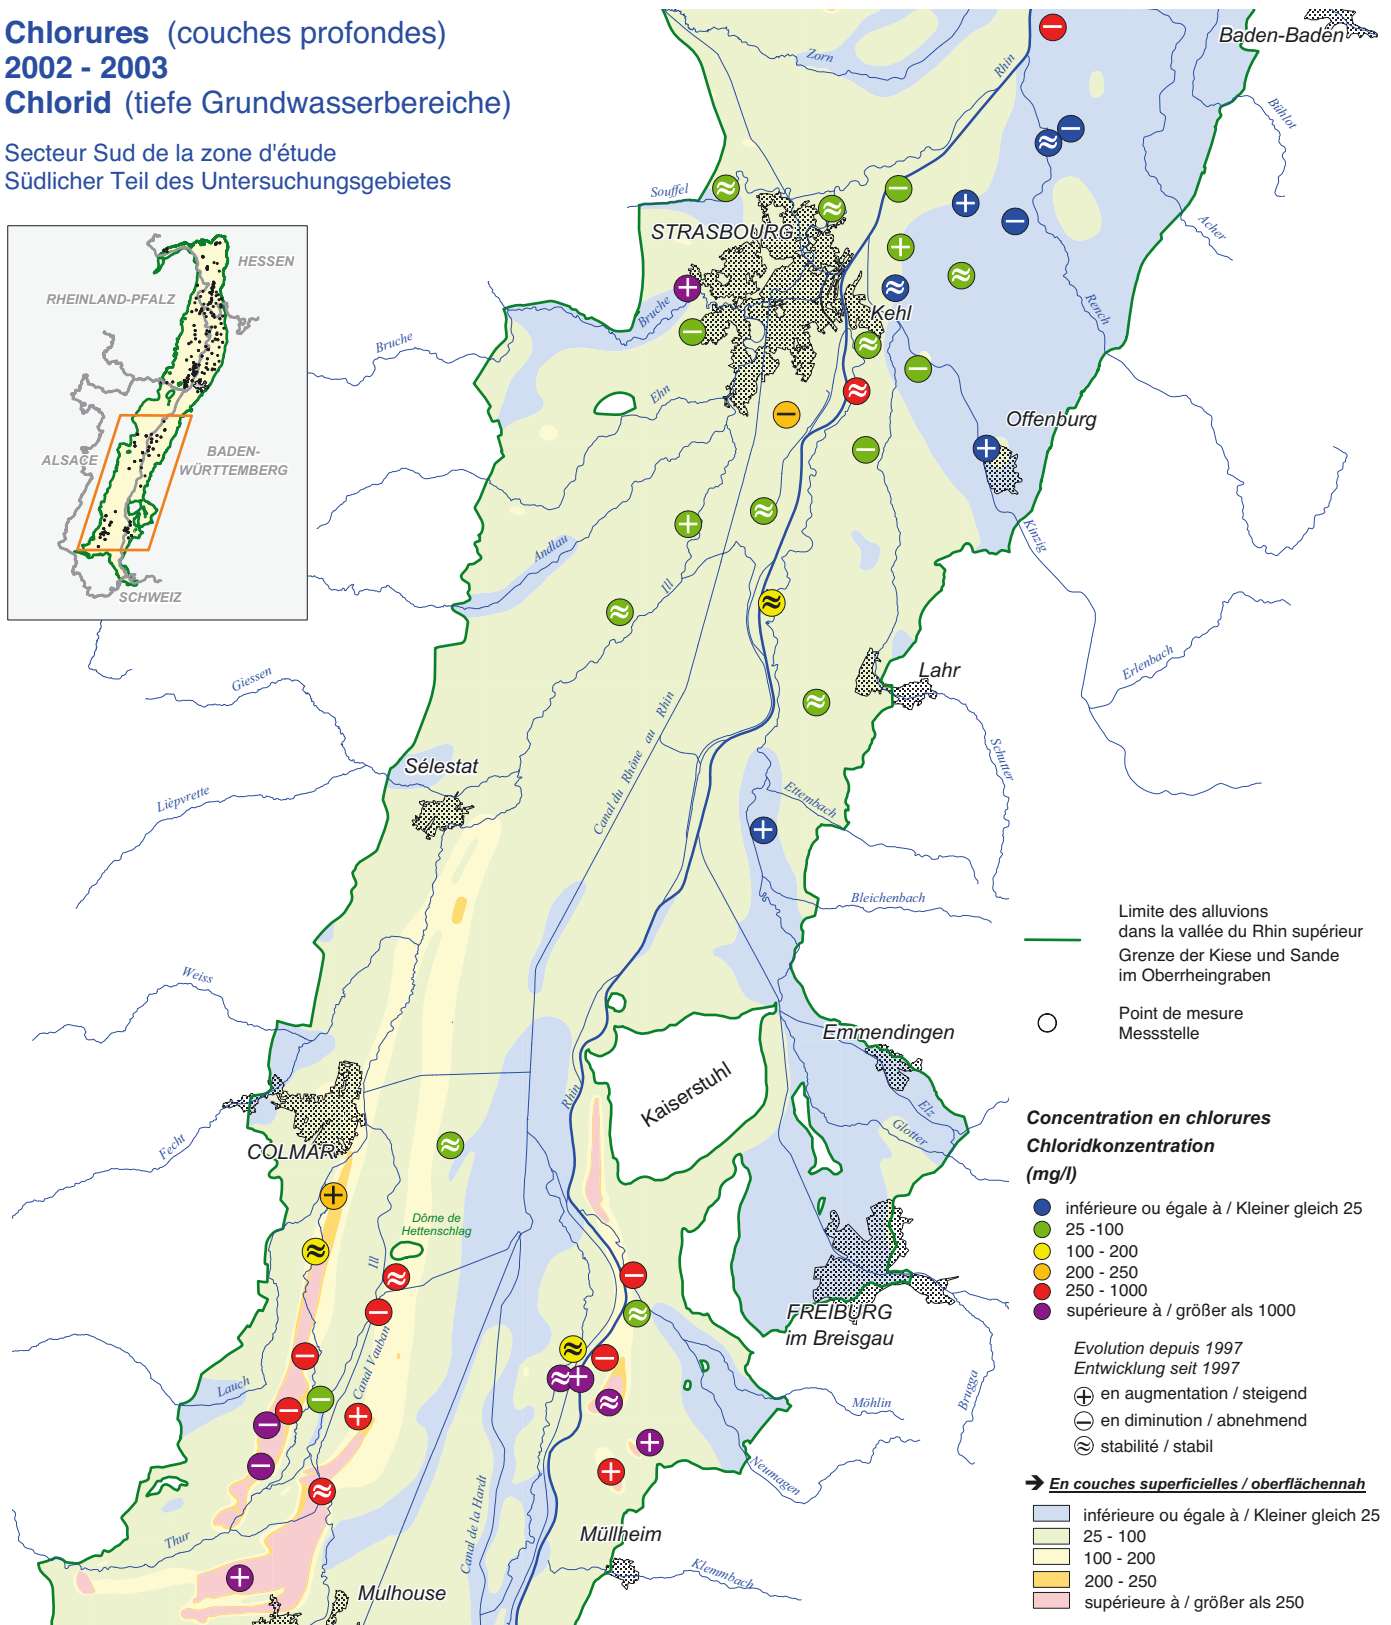 Chlorures (couches profondes)
2002 - 2003
Chlorid (tiefe Grundwasserbereiche)
Secteur Sud de la zone d'étude
Südlicher Teil des Untersuchungsgebietes
HESSEN
RHEINLAND-PFALZ
ALSACE
BADEN-
WÜRTTEMBERG
SCHWEIZ
Baden-Baden
Zorn
Rhin
Bühlot
Souffel
STRASBOURG
Acher
Rench
Bruche
Bruche
Kehl
Ehn
Offenburg
Andlau
Kinzig
Ill
Erlenbach
Lahr
Giessen
Canal du Rhône au Rhin
Schutter
Sélestat
Lièpvrette
Ettembach
Bleichenbach
Weiss
Emmendingen
Kaiserstuhl
Rhin
Elz
Glotter
Fecht
COLMAR
Dôme de
Hettenschlag
Ill
FREIBURG
im Breisgau
Canal Vauban
Lauch
Möhlin
Brugga
Neumagen
Canal de la Hardt
Thur
Müllheim
Klemmbach
Mulhouse
Limite des alluvions
dans la vallée du Rhin supérieur
Grenze der Kiese und Sande
im Oberrheingraben
Point de mesure
Messstelle
Concentration en chlorures
Chloridkonzentration
(mg/l)
inférieure ou égale à / Kleiner gleich 25
25 -100
100 - 200
200 - 250
250 - 1000
supérieure à / größer als 1000
Evolution depuis 1997
Entwicklung seit 1997
en augmentation / steigend
en diminution / abnehmend
stabilité / stabil
➔ En couches superficielles / oberflächennah
inférieure ou égale à / Kleiner gleich 25
25 - 100
100 - 200
200 - 250
supérieure à / größer als 250